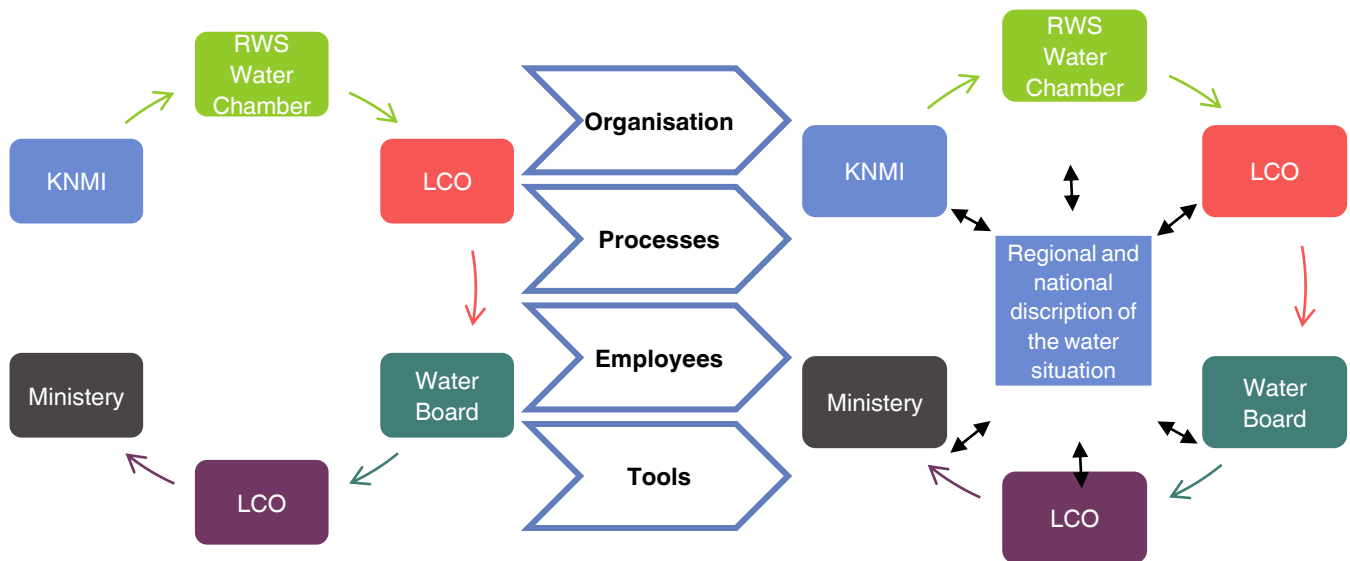 RWS
Water
Chamber
KNMI
LCO
Ministery
Water
Board
LCO
Organisation
Processes
Employees
Tools
RWS
Water
Chamber
KNMI
LCO
Regional and
national
discription of
the water
situation
Ministery
Water
Board
LCO